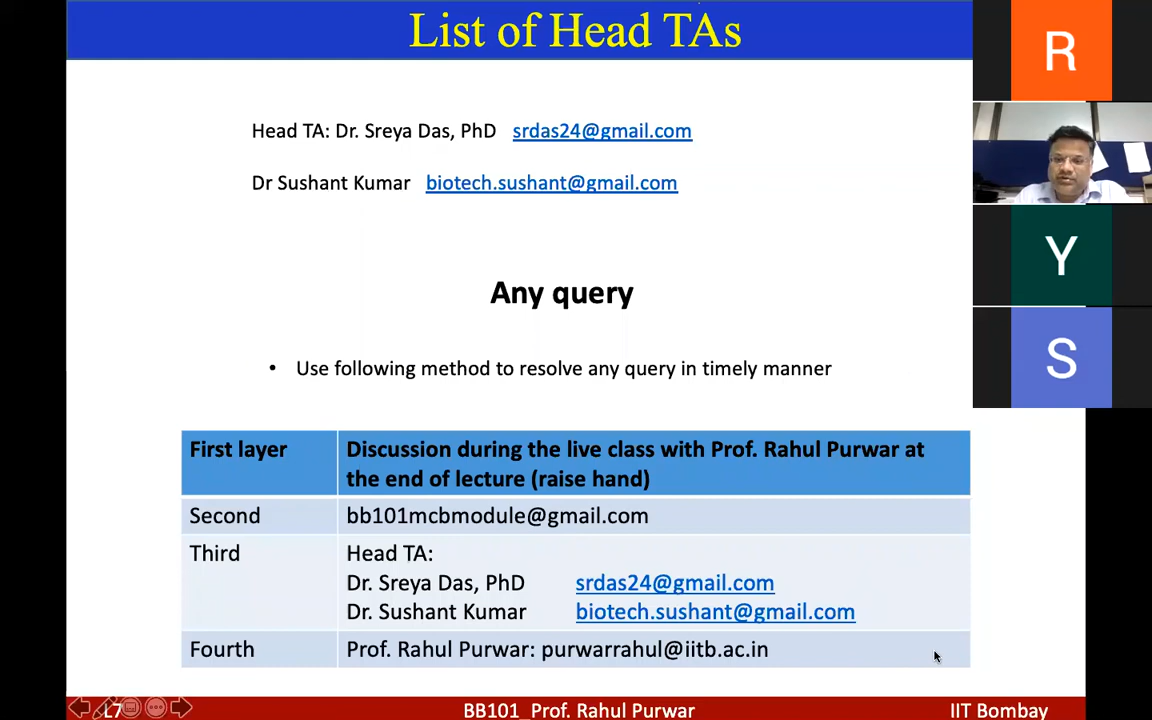 List of Head TAs
R
Head TA: Dr. Sreya Das, PhD srdas24@gmail.com
Dr Sushant Kumar biotech.sushant@gmail.com
Y
Any query
• Use following method to resolve any query in timely manner
S
First layer Discussion during the live class with Prof. Rahul Purwar at
the end of lecture (raise hand)
Second bb101mcbmodule@gmail.com
Third Head TA:
Dr. Sreya Das, PhD srdas24@gmail.com
Dr. Sushant Kumar biotech.sushant@gmail.com
Fourth Prof. Rahul Purwar: purwarrahul@iitb.ac.in
L7 BB101_Prof. Rahul Purwar IIT Bombay